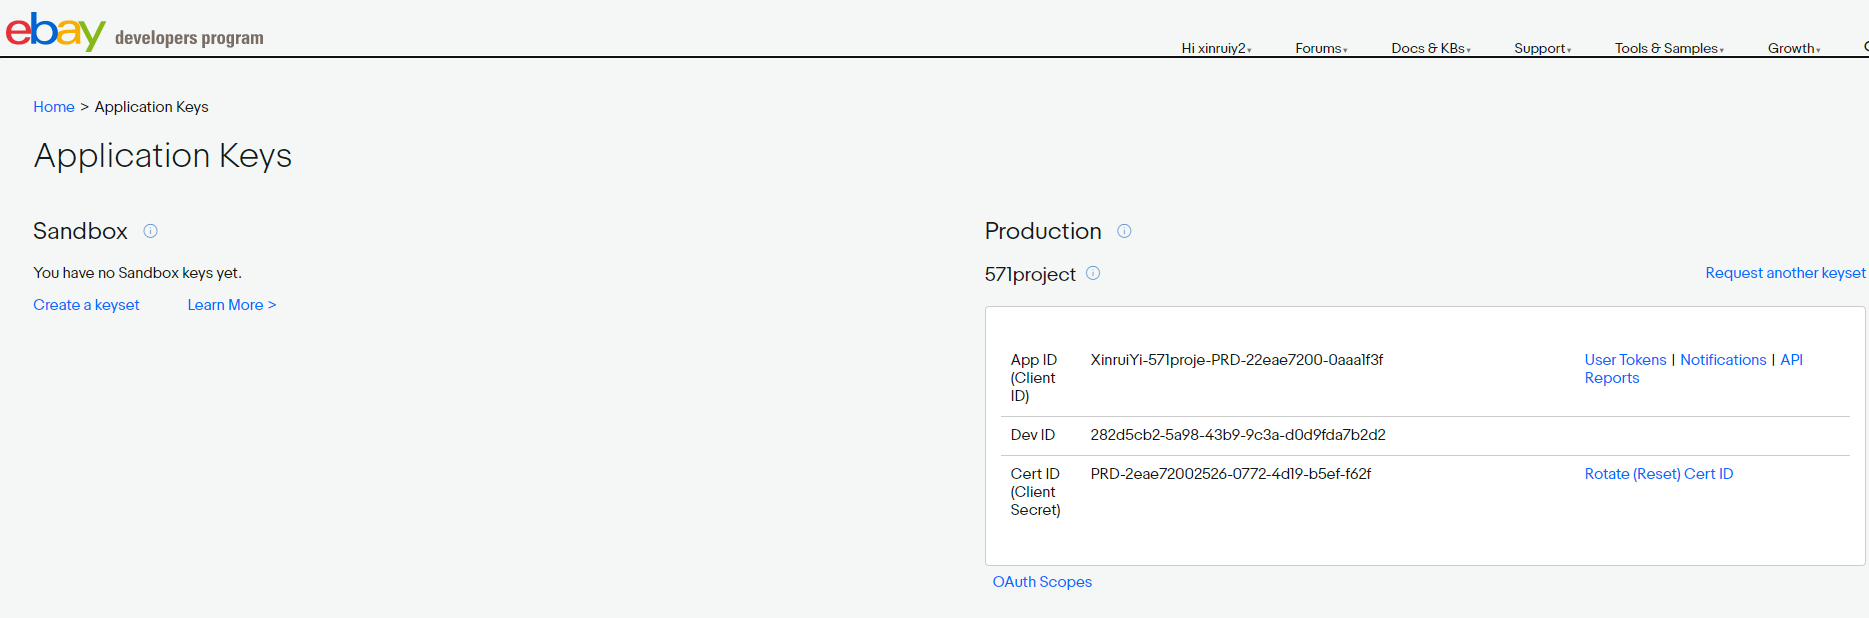 ebay developers program
Hi xinruiy2 Forums Docs & KBs Support Tools & Samples Growth
Home > Application Keys
Application Keys
Sandbox
You have no Sandbox keys yet.
Create a keyset Learn More >
Production
571project
Request another keyset
App ID (Client ID)
XinruiYi-571proje-PRD-22eae7200-0aaa1f3f
User Tokens | Notifications | API
Reports
Dev ID
282d5cb2-5a98-43b9-9c3a-d0d9fda7b2d2
Cert ID (Client Secret)
PRD-2eae72002526-0772-4d19-b5ef-f62f
Rotate (Reset) Cert ID
OAuth Scopes